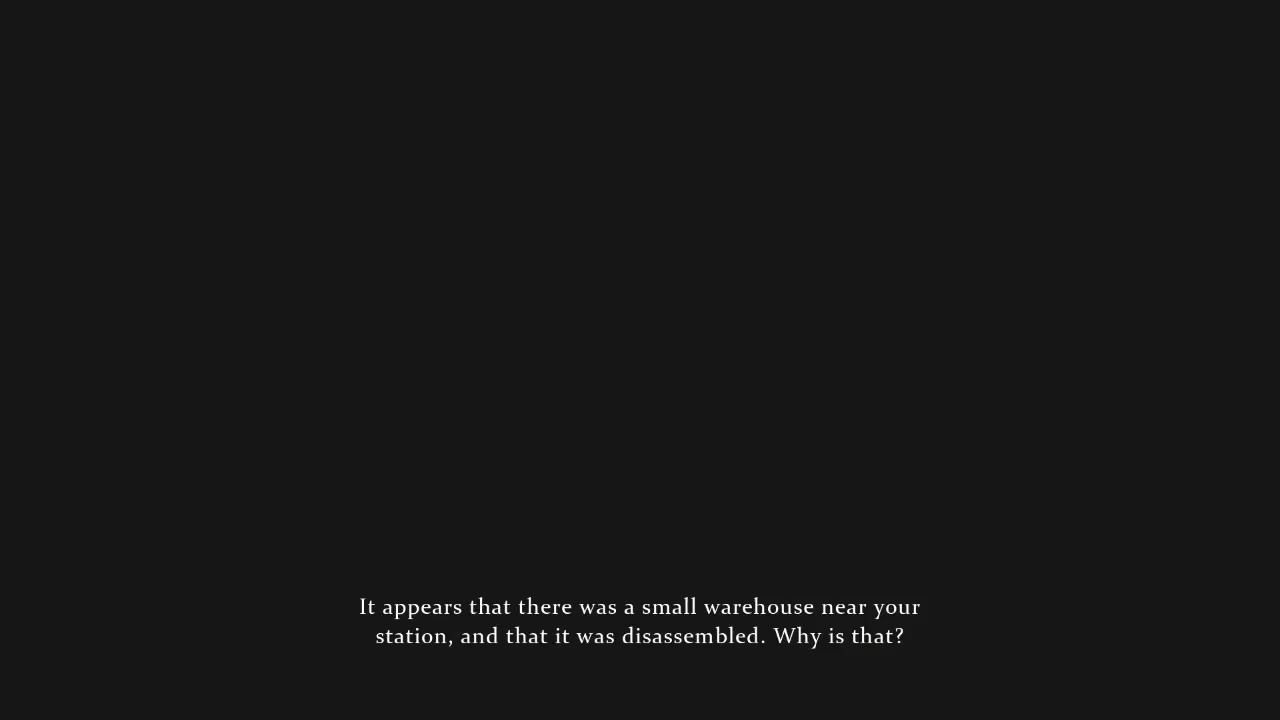 It appears that there was a small warehouse near your
station, and that it was disassembled. Why is that?